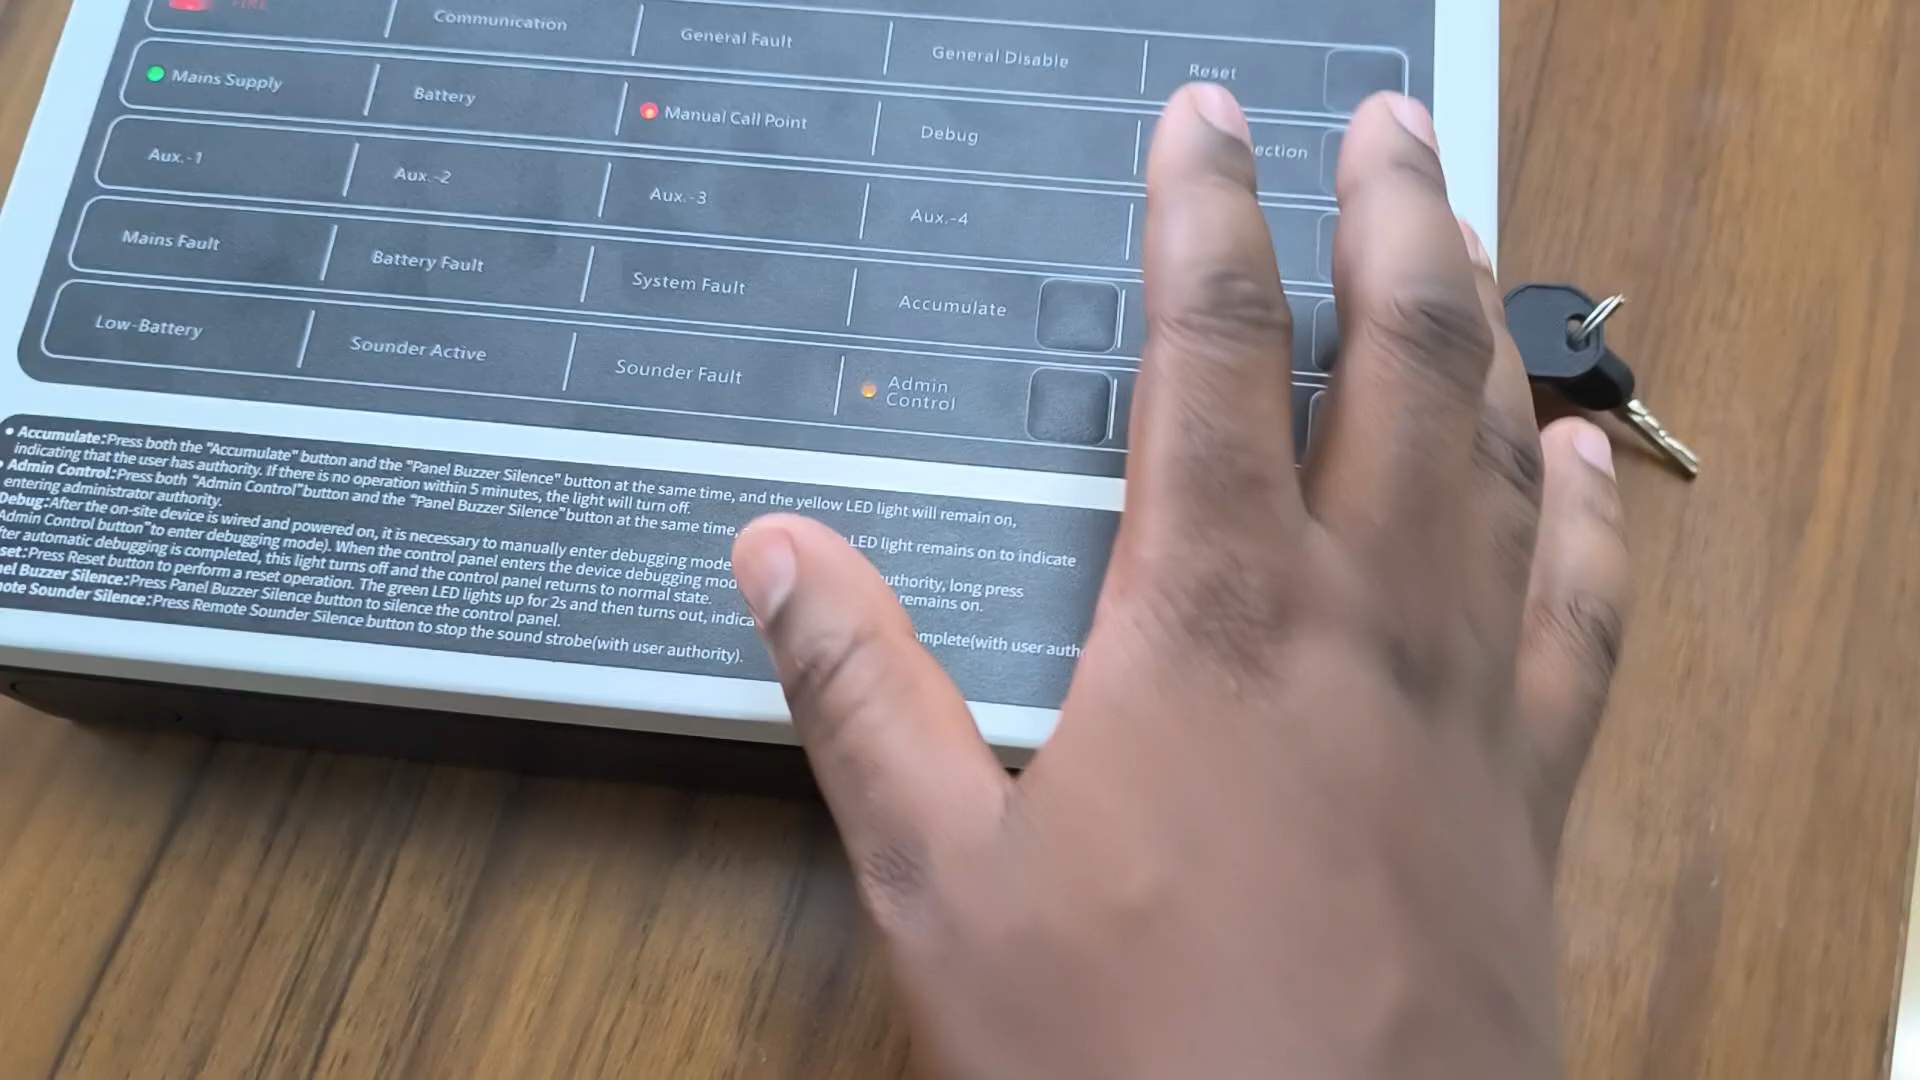 FIRE
Communication
General Fault
General Disable
Reset
Mains Supply
Battery
Manual Call Point
Debug
ection
Aux.-1
Aux.-2
Aux.-3
Aux.-4
Mains Fault
Battery Fault
System Fault
Accumulate
Low-Battery
Sounder Active
Sounder Fault
Admin
Control
• Accumulate:Press both the "Accumulate" button and the "Panel Buzzer Silence" button at the same time, and the yellow LED light will remain on,
indicating that the user has authority. If there is no operation within 5 minutes, the light will turn off.
• Admin Control:Press both "Admin Control"button and the "Panel Buzzer Silence"button at the same time, LED light remains on to indicate
entering administrator authority.
Debug:After the on-site device is wired and powered on, it is necessary to manually enter debugging mode uthority, long press
Admin Control button"to enter debugging mode). When the control panel enters the device debugging mod remains on.
fter automatic debugging is completed, this light turns off and the control panel returns to normal state.
set:Press Reset button to perform a reset operation. The green LED lights up for 2s and then turns out, indica omplete(with user auth
nel Buzzer Silence:Press Panel Buzzer Silence button to silence the control panel.
mote Sounder Silence:Press Remote Sounder Silence button to stop the sound strobe(with user authority).